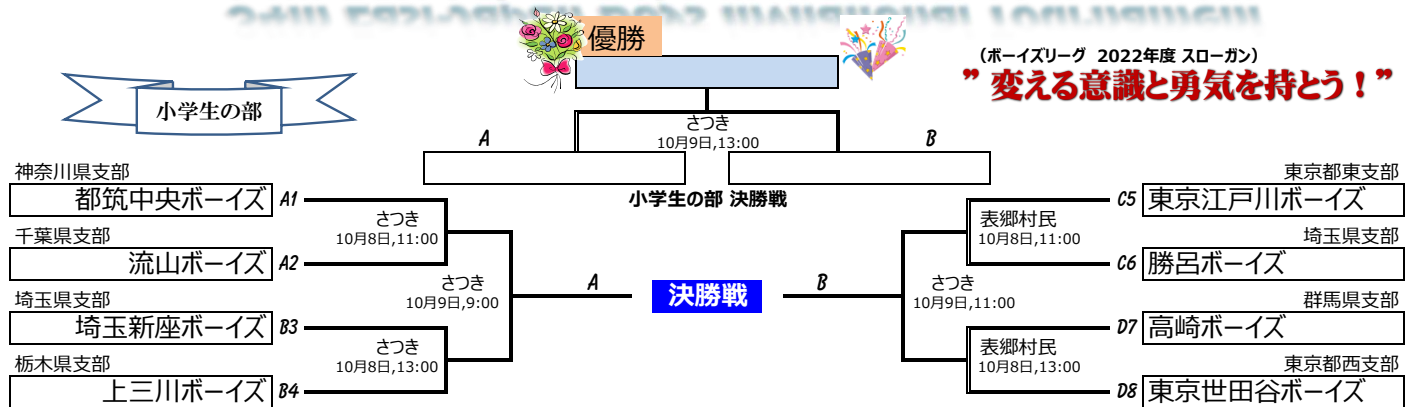 優勝
(ボーイズリーグ 2022年度 スローガン)
” 変える意識と勇気を持とう！”
小学生の部
さつき
10月9日,13:00
A
B
小学生の部 決勝戦
神奈川県支部
都筑中央ボーイズ A1
千葉県支部
流山ボーイズ A2
さつき
10月8日,11:00
埼玉県支部
埼玉新座ボーイズ B3
栃木県支部
上三川ボーイズ B4
さつき
10月8日,13:00
さつき
10月9日,9:00
A
決勝戦
B
さつき
10月9日,11:00
東京都東支部
C5 東京江戸川ボーイズ
埼玉県支部
C6 勝呂ボーイズ
表郷村民
10月8日,11:00
群馬県支部
D7 高崎ボーイズ
東京都西支部
D8 東京世田谷ボーイズ
表郷村民
10月8日,13:00